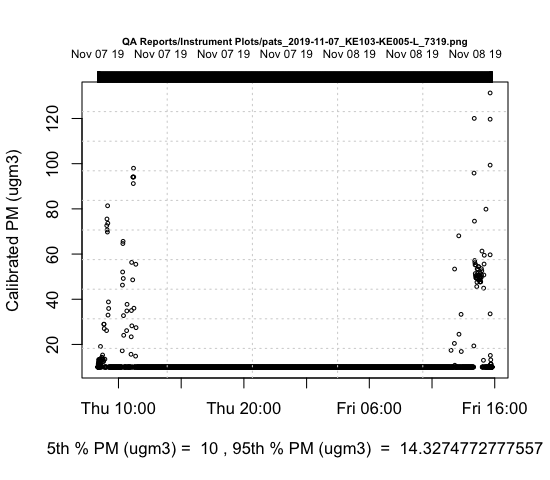 QA Reports/Instrument Plots/pats_2019-11-07_KE103-KE005-L_7319.png
Nov 07 19 Nov 07 19 Nov 07 19 Nov 08 19 Nov 08 19 Nov 08 19 Nov 08 19
Calibrated PM (ugm3)
120
100
80
60
40
20
Thu 10:00 Thu 20:00 Fri 06:00 Fri 16:00
5th % PM (ugm3) = 10 , 95th % PM (ugm3) = 14.3274772777557